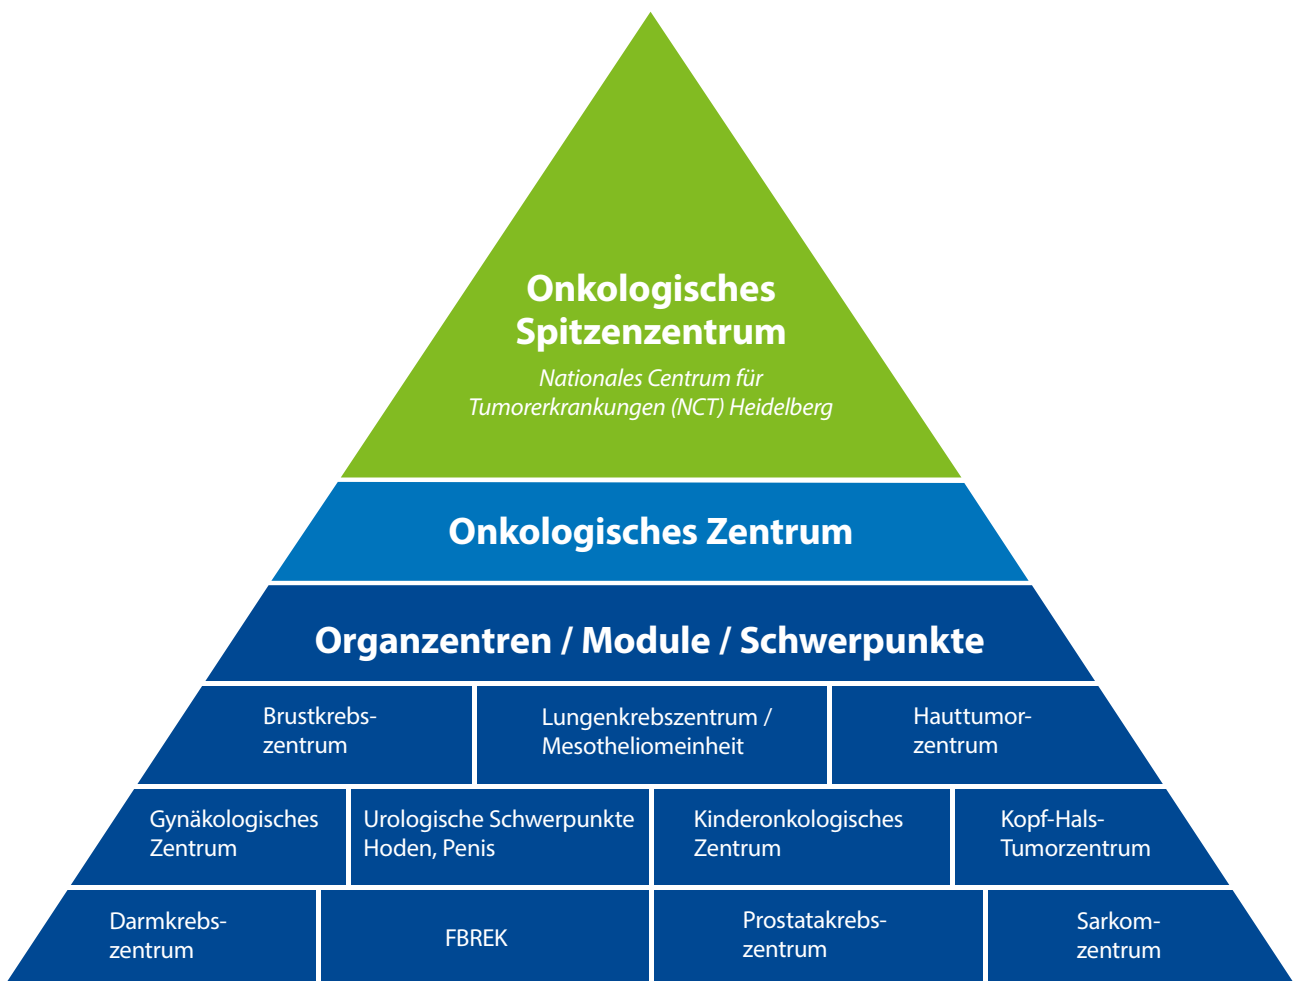 Onkologisches
Spitzenzentrum
Nationales Centrum für
Tumorerkrankungen (NCT) Heidelberg
Onkologisches Zentrum
Organzentren / Module / Schwerpunkte
Brustkrebs-
zentrum
Lungenkrebszentrum /
Mesotheliomeinheit
Hauttumor-
zentrum
Gynäkologisches
Zentrum
Urologische Schwerpunkte
Hoden, Penis
Kinderonkologisches
Zentrum
Kopf-Hals-
Tumorzentrum
Darmkrebs-
zentrum
FBREK
Prostatakrebs-
zentrum
Sarkom-
zentrum